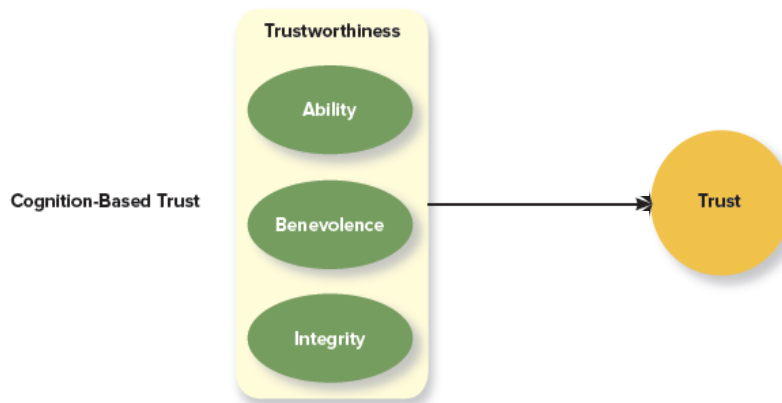 Trustworthiness
Ability
Cognition-Based Trust
Benevolence
Trust
Integrity